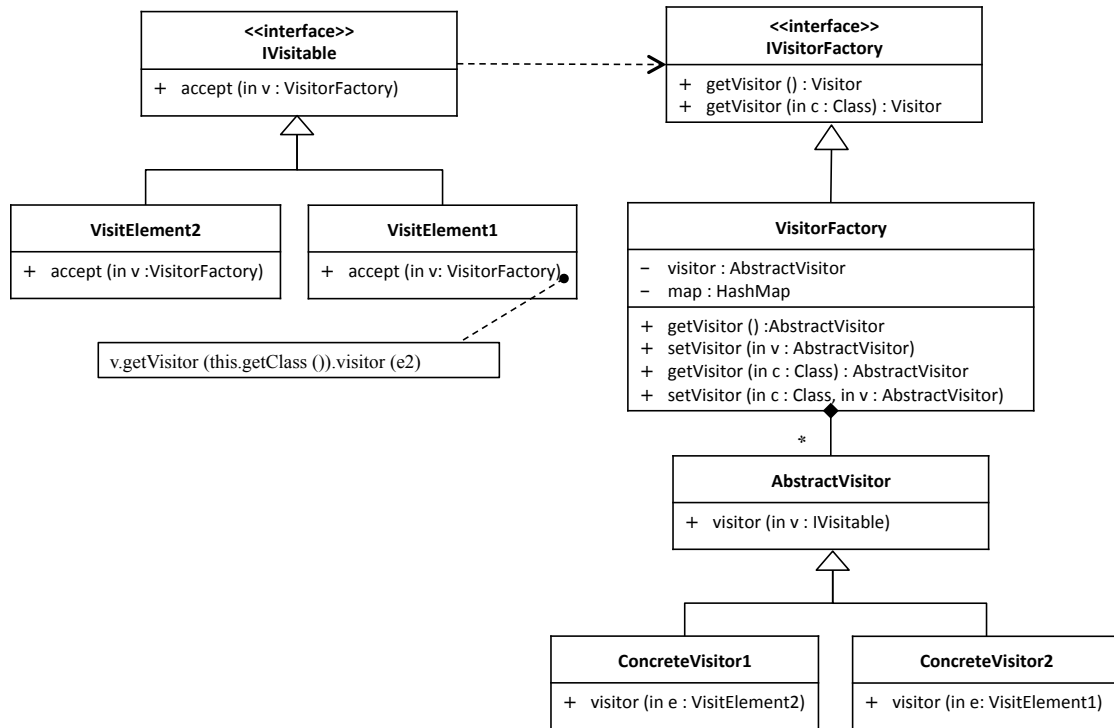 <<interface>>
IVisitable
+ accept (in v : VisitorFactory)
<<interface>>
IVisitorFactory
+ getVisitor () : Visitor
+ getVisitor (in c : Class) : Visitor
VisitElement2
+ accept (in v :VisitorFactory)
VisitElement1
+ accept (in v: VisitorFactory)
v.getVisitor (this.getClass ()).visitor (e2)
VisitorFactory
− visitor : AbstractVisitor
− map : HashMap
+ getVisitor () :AbstractVisitor
+ setVisitor (in v : AbstractVisitor)
+ getVisitor (in c : Class) : AbstractVisitor
+ setVisitor (in c : Class, in v : AbstractVisitor)
*
AbstractVisitor
+ visitor (in v : IVisitable)
ConcreteVisitor1
+ visitor (in e : VisitElement2)
ConcreteVisitor2
+ visitor (in e: VisitElement1)